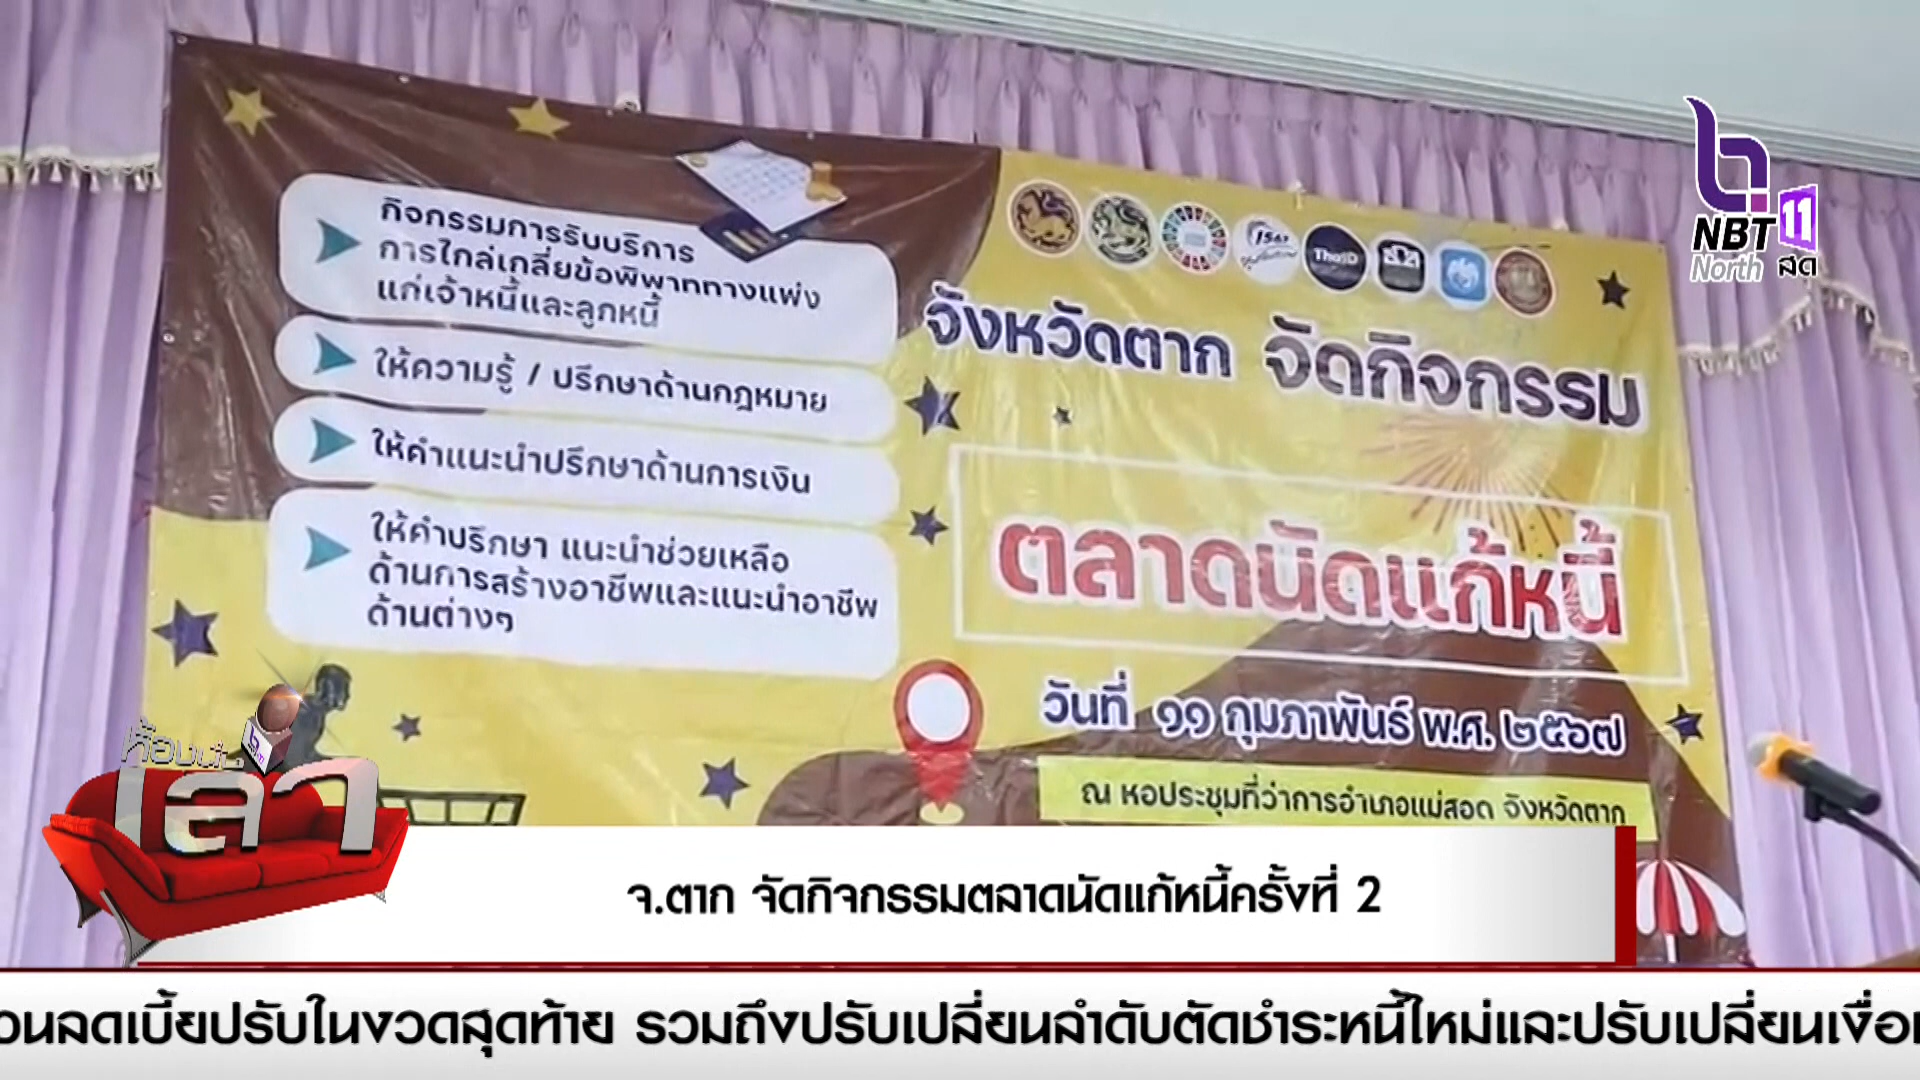 กิจกรรมการรับบริการ
การไกล่เกลี่ยข้อพิพาททางแพ่ง
แก่เจ้าหนี้และลูกหนี้
ให้ความรู้ / ปรึกษาด้านกฎหมาย
ให้คำแนะนำปรึกษาด้านการเงิน
ให้คำปรึกษา แนะนำช่วยเหลือ
ด้านการสร้างอาชีพและแนะนำอาชีพ
ด้านต่างๆ
1567
ThaID
จังหวัดตาก จัดกิจกรรม
ตลาดนัดแก้หนี้
วันที่ ๑๑ กุมภาพันธ์ พ.ศ. ๒๕๖๗
ณ หอประชุมที่ว่าการอำเภอแม่สอด จังหวัดตาก
NBT 11
North สด
ห้องนั่ง
เล่า
จ.ตาก จัดกิจกรรมตลาดนัดแก้หนี้ครั้งที่ 2
อนลดเบี้ยปรับในงวดสุดท้าย รวมถึงปรับเปลี่ยนลำดับตัดชำระหนี้ใหม่และปรับเปลี่ยนเงื่อ